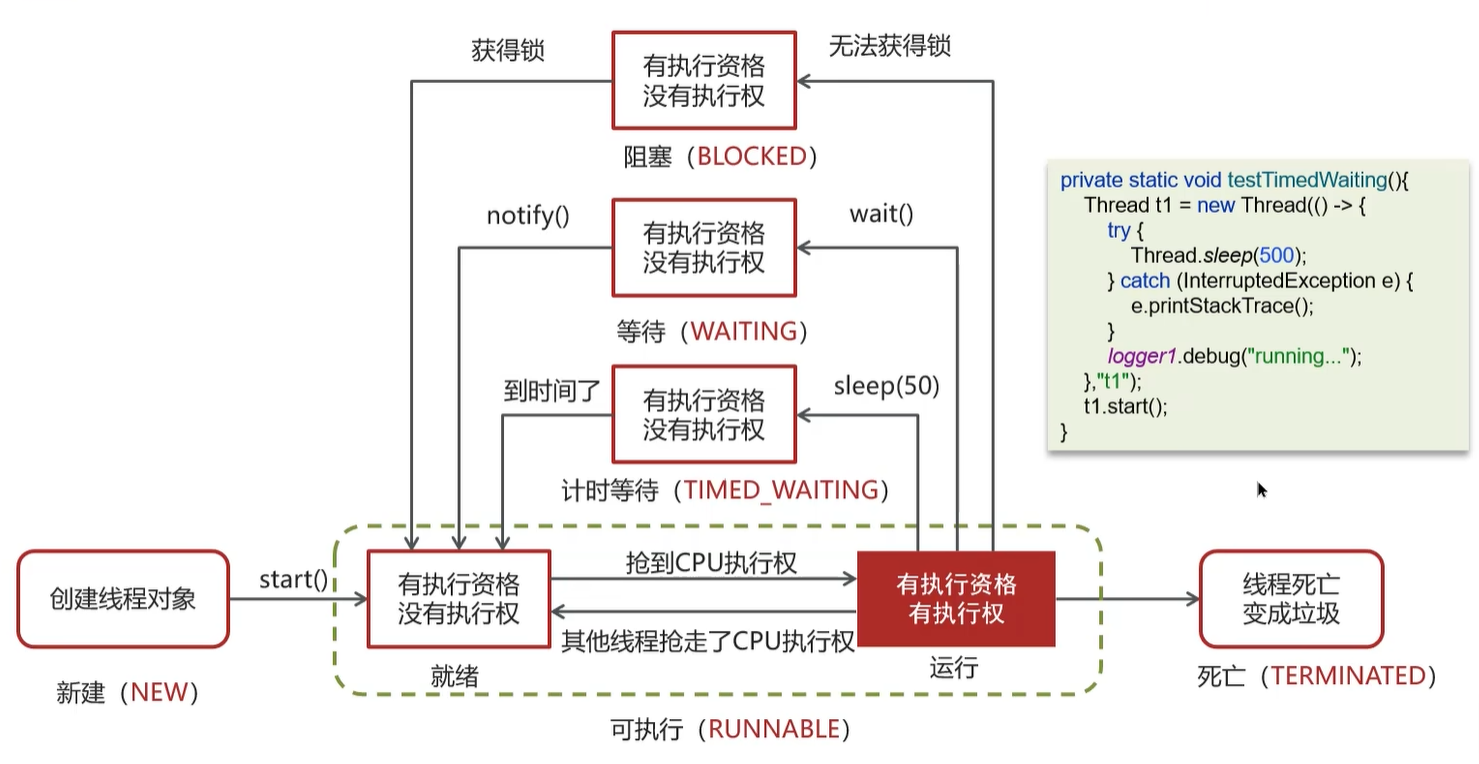 获得锁
有执行资格
没有执行权
无法获得锁
阻塞（BLOCKED）
notify()
有执行资格
没有执行权
wait()
等待（WAITING）
到时间了
有执行资格
没有执行权
sleep(50)
计时等待（TIMED_WAITING）
private static void testTimedWaiting(){
Thread t1 = new Thread(() -> {
try {
Thread.sleep(500);
} catch (InterruptedException e) {
e.printStackTrace();
}
logger1.debug("running...");
},"t1");
t1.start();
}
创建线程对象
新建（NEW）
start()
有执行资格
没有执行权
就绪
抢到CPU执行权
其他线程抢走了CPU执行权
有执行资格
有执行权
运行
可执行（RUNNABLE）
线程死亡
变成垃圾
死亡（TERMINATED）